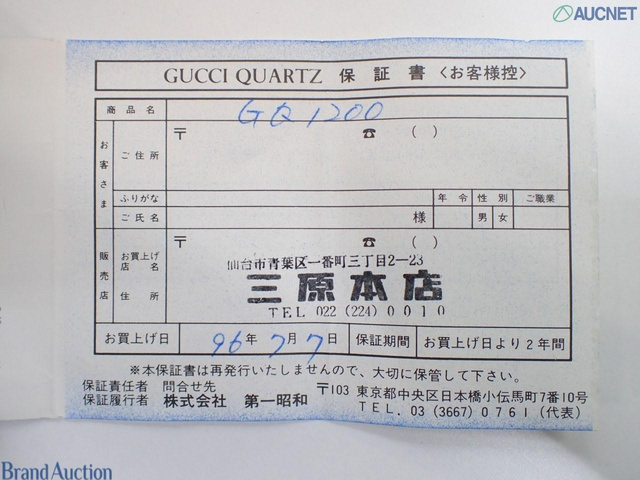 AUCNET
GUCCI QUARTZ 保証書〈お客様控〉
商品名 GQ1200
お客さま
ご住所 〒 ☎ ( )
ふりがな 年令 性別 ご職業
ご氏名 様 男 女
販売店
お買上げ店名 〒 ☎ ( )
仙台市青葉区一番町三丁目2-23
三原本店
住所 TEL 022 (224) 0010
お買上げ日 96年 7月7日 保証期間 お買上げ日より2年間
※本保証書は再発行いたしませんので、大切に保管して下さい。
保証責任者 問合せ先 〒103 東京都中央区日本橋小伝馬町7番10号
保証履行者 株式会社 第一昭和 TEL. 03 (3667) 0761 (代表)
Brand Auction